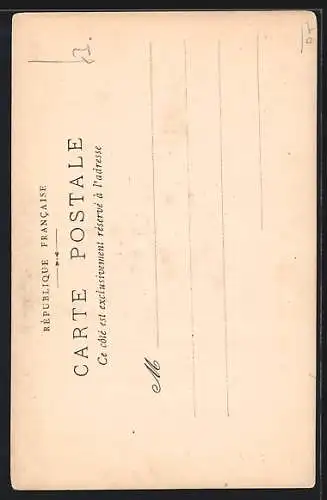 RÉPUBLIQUE FRANÇAISE
CARTE POSTALE
Ce côté est exclusivement réservé à l'adresse
M